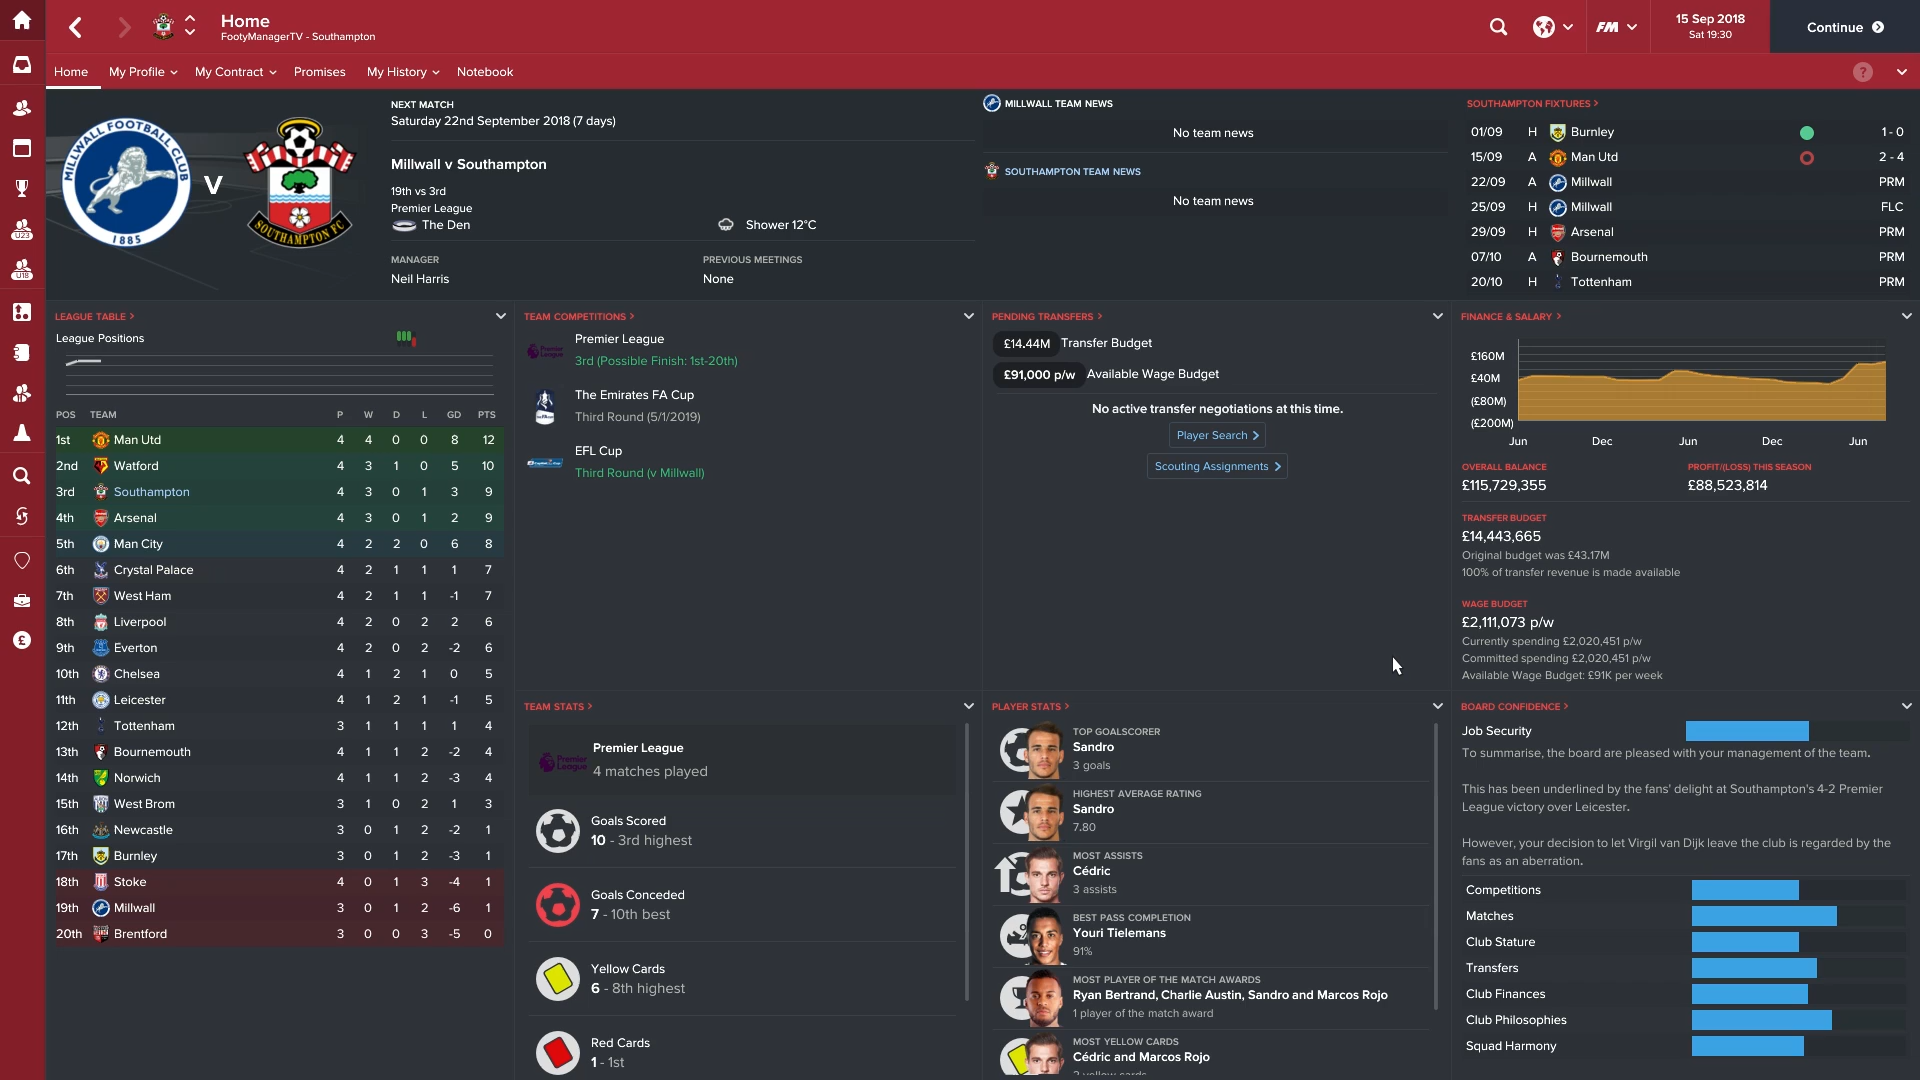 Home
FootyManagerTV - Southampton
FM
15 Sep 2018
Sat 19:30
Continue
Home
My Profile
My Contract
Promises
My History
Notebook
?
U23
U18
£
MILLWALL FOOTBALL CLUB
1885
V
SOUTHAMPTON FC
NEXT MATCH
Saturday 22nd September 2018 (7 days)
Millwall v Southampton
19th vs 3rd
Premier League
The Den
Shower 12°C
MANAGER
Neil Harris
PREVIOUS MEETINGS
None
MILLWALL TEAM NEWS
No team news
SOUTHAMPTON TEAM NEWS
No team news
SOUTHAMPTON FIXTURES >
01/09 H Burnley 1 - 0
15/09 A Man Utd 2 - 4
22/09 A Millwall PRM
25/09 H Millwall FLC
29/09 H Arsenal PRM
07/10 A Bournemouth PRM
20/10 H Tottenham PRM
LEAGUE TABLE >
League Positions
POS TEAM P W D L GD PTS
1st Man Utd 4 4 0 0 8 12
2nd Watford 4 3 1 0 5 10
3rd Southampton 4 3 0 1 3 9
4th Arsenal 4 3 0 1 2 9
5th Man City 4 2 2 0 6 8
6th Crystal Palace 4 2 1 1 1 7
7th West Ham 4 2 1 1 -1 7
8th Liverpool 4 2 0 2 2 6
9th Everton 4 2 0 2 -2 6
10th Chelsea 4 1 2 1 0 5
11th Leicester 4 1 2 1 -1 5
12th Tottenham 3 1 1 1 1 4
13th Bournemouth 4 1 1 2 -2 4
14th Norwich 4 1 1 2 -3 4
15th West Brom 3 1 0 2 1 3
16th Newcastle 3 0 1 2 -2 1
17th Burnley 3 0 1 2 -3 1
18th Stoke 4 0 1 3 -4 1
19th Millwall 3 0 1 2 -6 1
20th Brentford 3 0 0 3 -5 0
TEAM COMPETITIONS >
Premier League
3rd (Possible Finish: 1st-20th)
The Emirates FA Cup
Third Round (5/1/2019)
EFL Cup
Third Round (v Millwall)
PENDING TRANSFERS >
£14.44M Transfer Budget
£91,000 p/w Available Wage Budget
No active transfer negotiations at this time.
Player Search >
Scouting Assignments >
FINANCE & SALARY >
£160M
£40M
(£80M)
(£200M)
Jun Dec Jun Dec Jun
OVERALL BALANCE
£115,729,355
PROFIT/(LOSS) THIS SEASON
£88,523,814
TRANSFER BUDGET
£14,443,665
Original budget was £43.17M
100% of transfer revenue is made available
WAGE BUDGET
£2,111,073 p/w
Currently spending £2,020,451 p/w
Committed spending £2,020,451 p/w
Available Wage Budget: £91K per week
TEAM STATS >
Premier League
Premier League
4 matches played
Goals Scored
10 - 3rd highest
Goals Conceded
7 - 10th best
Yellow Cards
6 - 8th highest
Red Cards
1 - 1st
PLAYER STATS >
TOP GOALSCORER
Sandro
3 goals
HIGHEST AVERAGE RATING
Sandro
7.80
MOST ASSISTS
Cédric
3 assists
BEST PASS COMPLETION
Youri Tielemans
91%
MOST PLAYER OF THE MATCH AWARDS
Ryan Bertrand, Charlie Austin, Sandro and Marcos Rojo
1 player of the match award
MOST YELLOW CARDS
Cédric and Marcos Rojo
BOARD CONFIDENCE >
Job Security
To summarise, the board are pleased with your management of the team.
This has been underlined by the fans' delight at Southampton's 4-2 Premier
League victory over Leicester.
However, your decision to let Virgil van Dijk leave the club is regarded by the
fans as an aberration.
Competitions
Matches
Club Stature
Transfers
Club Finances
Club Philosophies
Squad Harmony